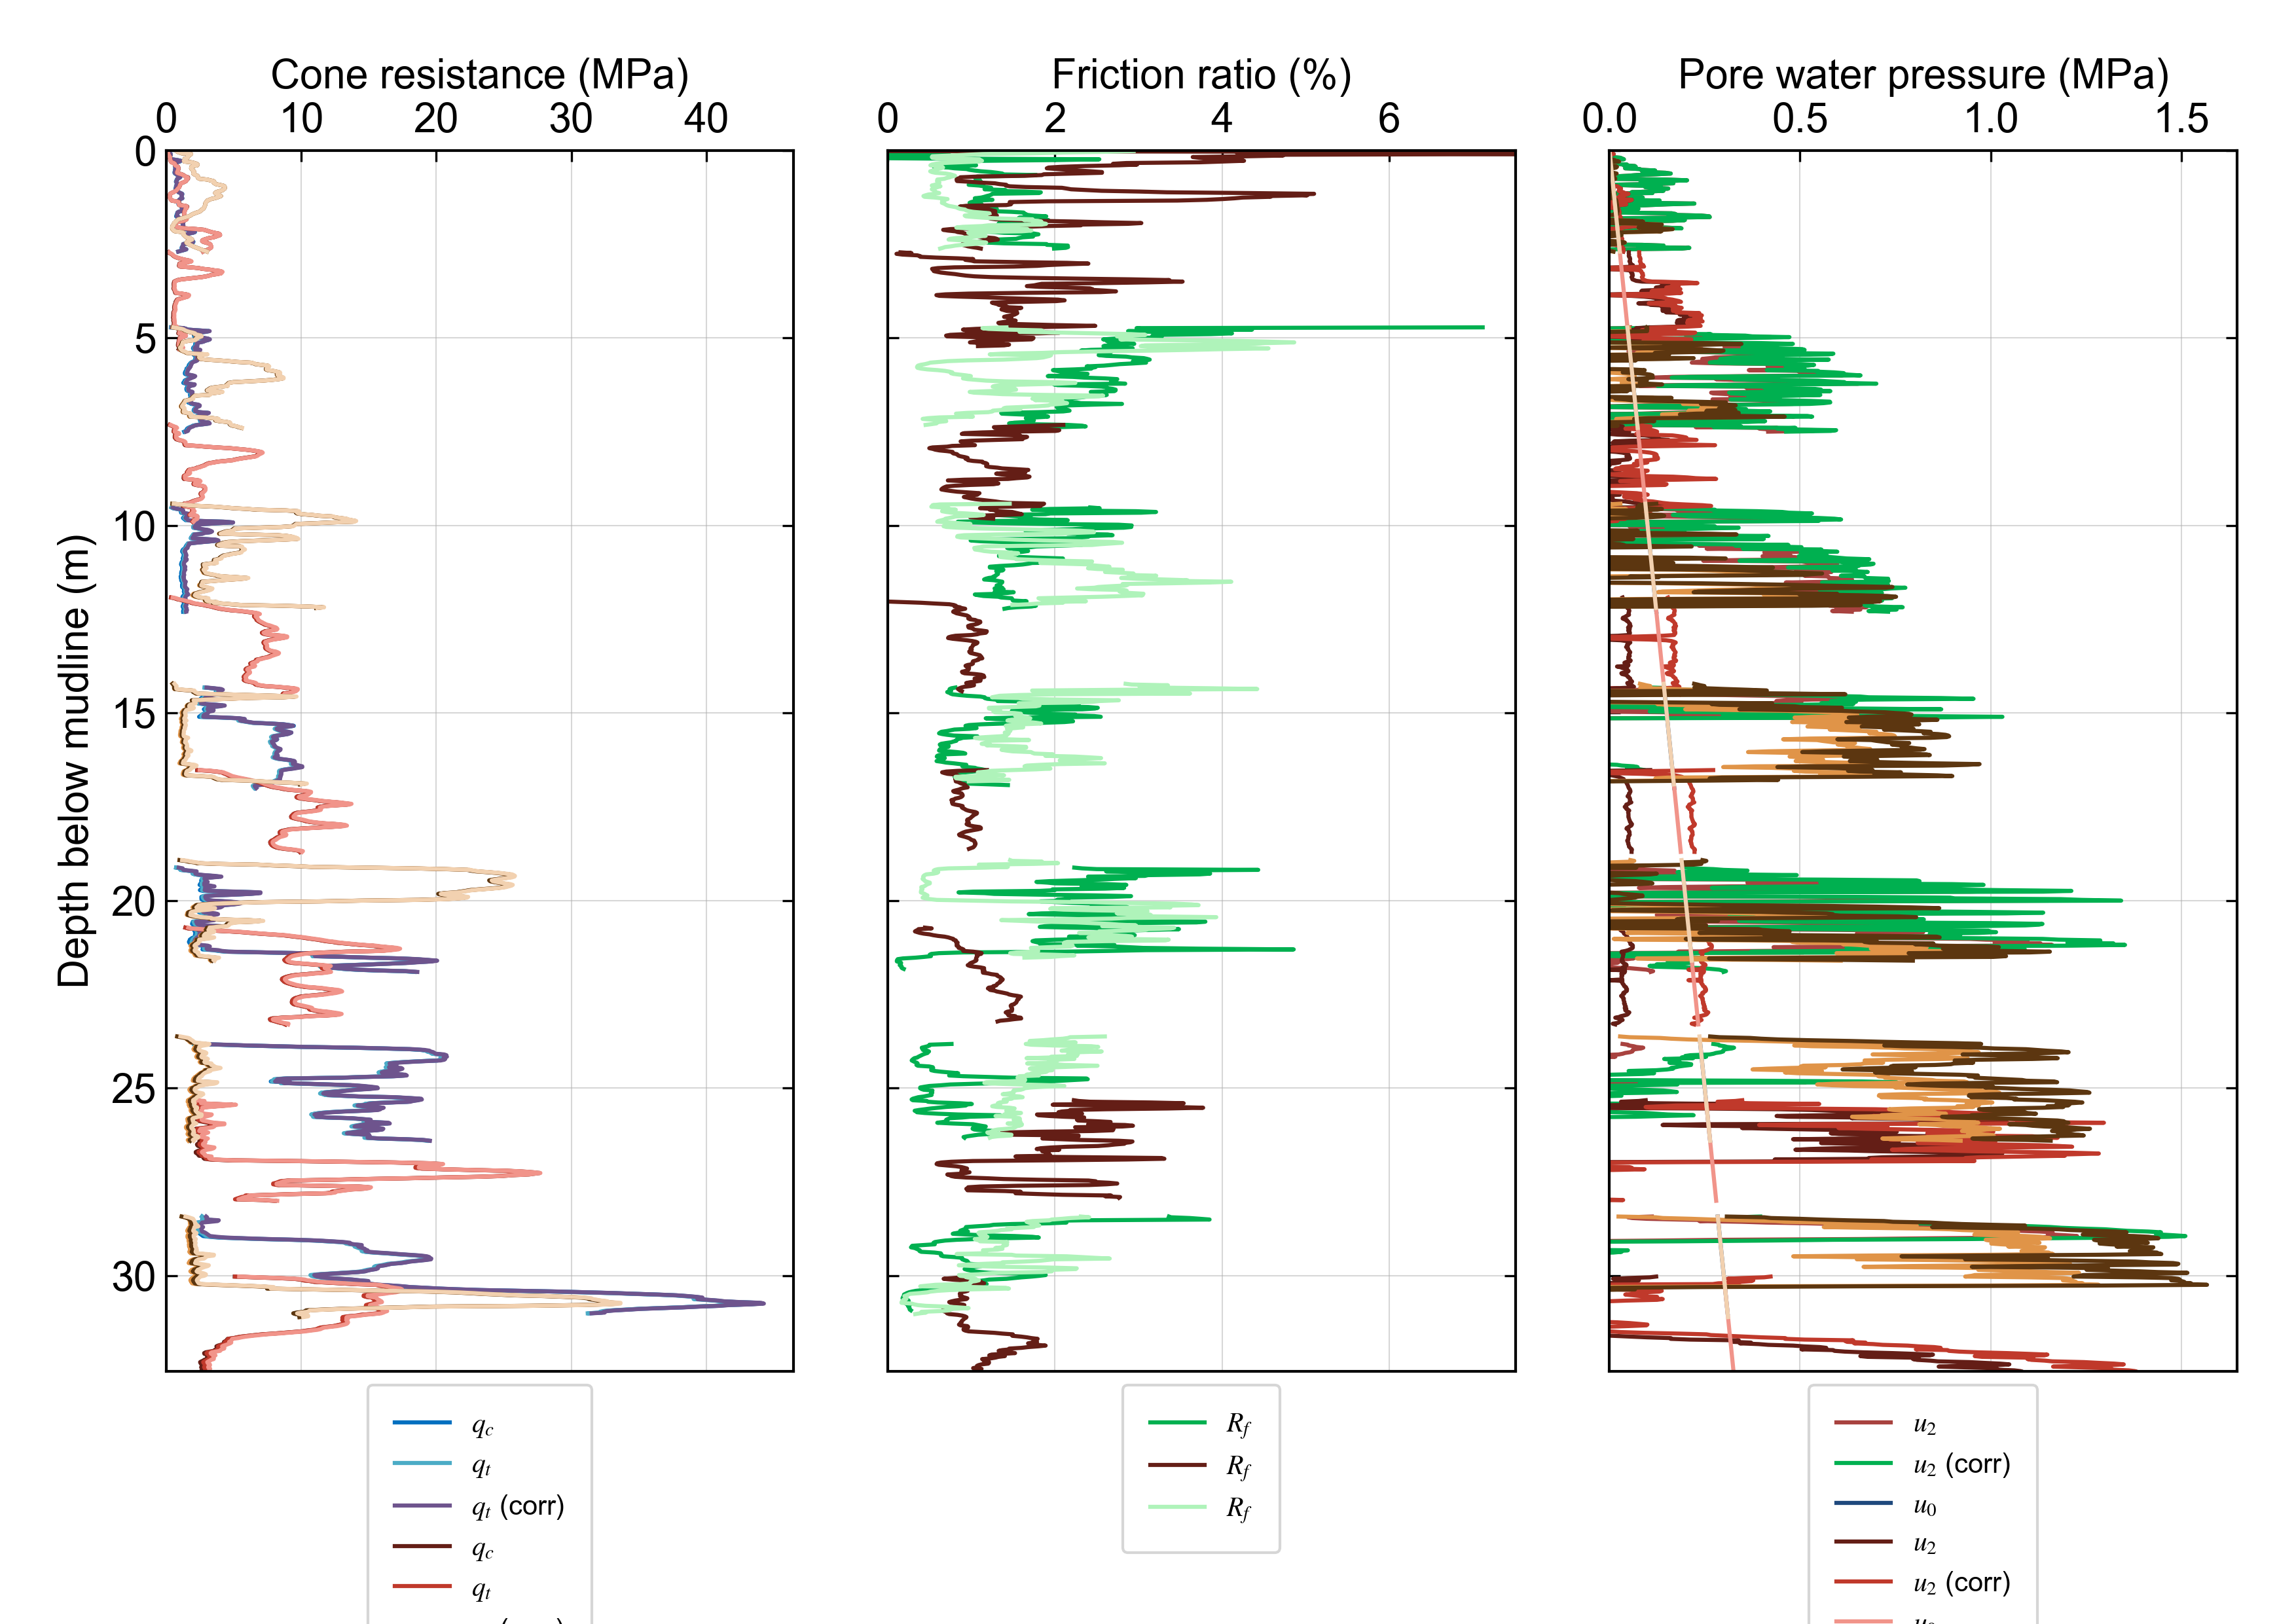 Cone resistance (MPa)
0 10 20 30 40
Friction ratio (%)
0 2 4 6
Pore water pressure (MPa)
0.0 0.5 1.0 1.5
Depth below mudline (m)
0
5
10
15
20
25
30
q_c
q_t
q_t (corr)
q_c
q_t
R_f
R_f
R_f
u_2
u_2 (corr)
u_0
u_2
u_2 (corr)